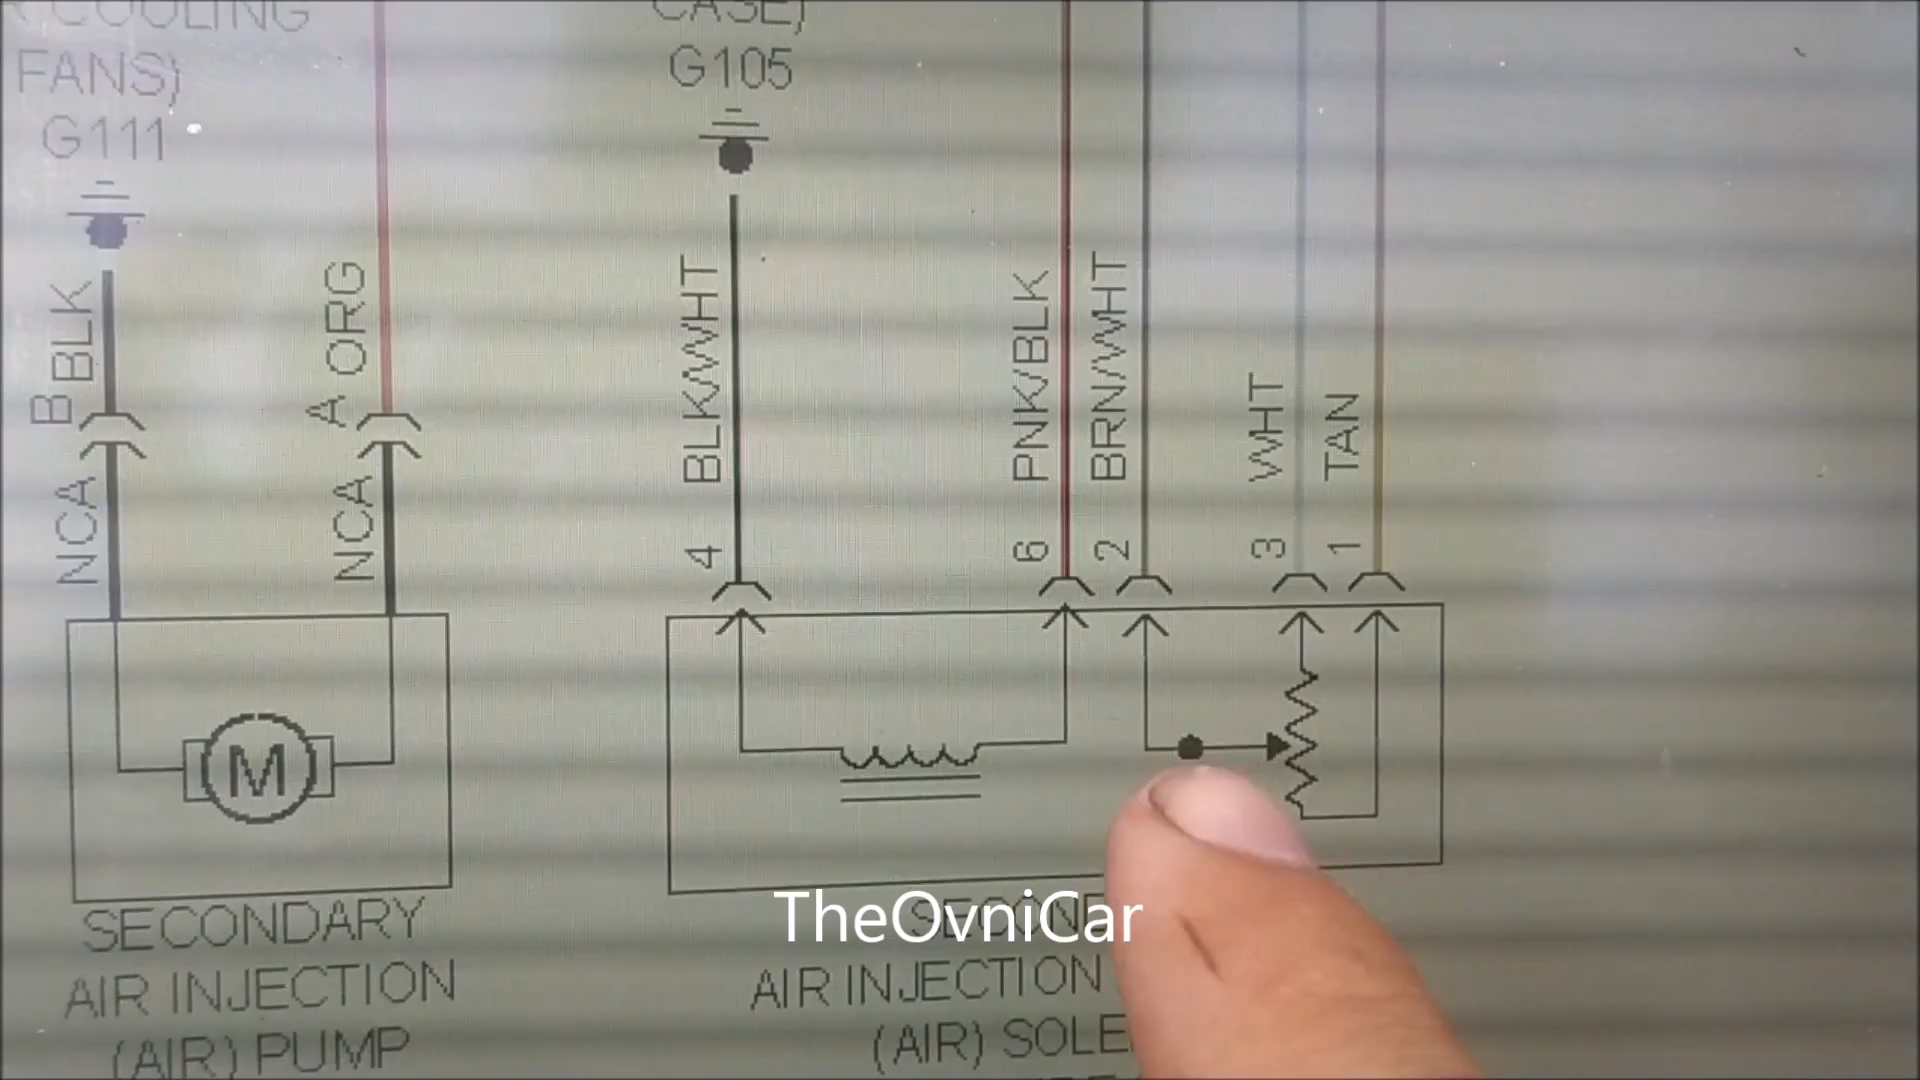 COOLING
FANS)
G111
CASE)
G105
B BLK
A ORG
NCA
NCA
BLK/WHT
4
PNK/BLK
6
BRN/WHT
2
WHT
3
TAN
1
M
SECONDARY
AIR INJECTION
(AIR) PUMP
TheOvniCar
AIR INJECTION
(AIR)